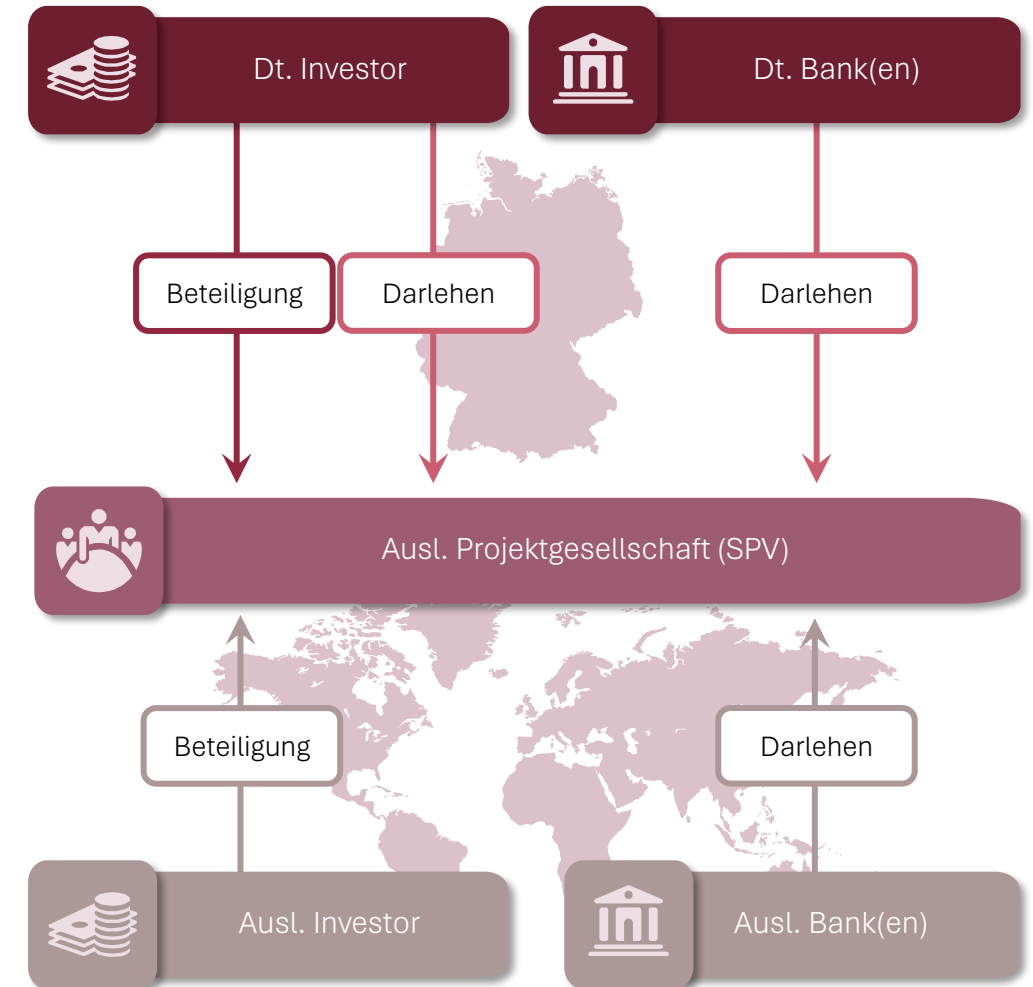 Dt. Investor
Dt. Bank(en)
Beteiligung
Darlehen
Darlehen
Ausl. Projektgesellschaft (SPV)
Beteiligung
Darlehen
Ausl. Investor
Ausl. Bank(en)